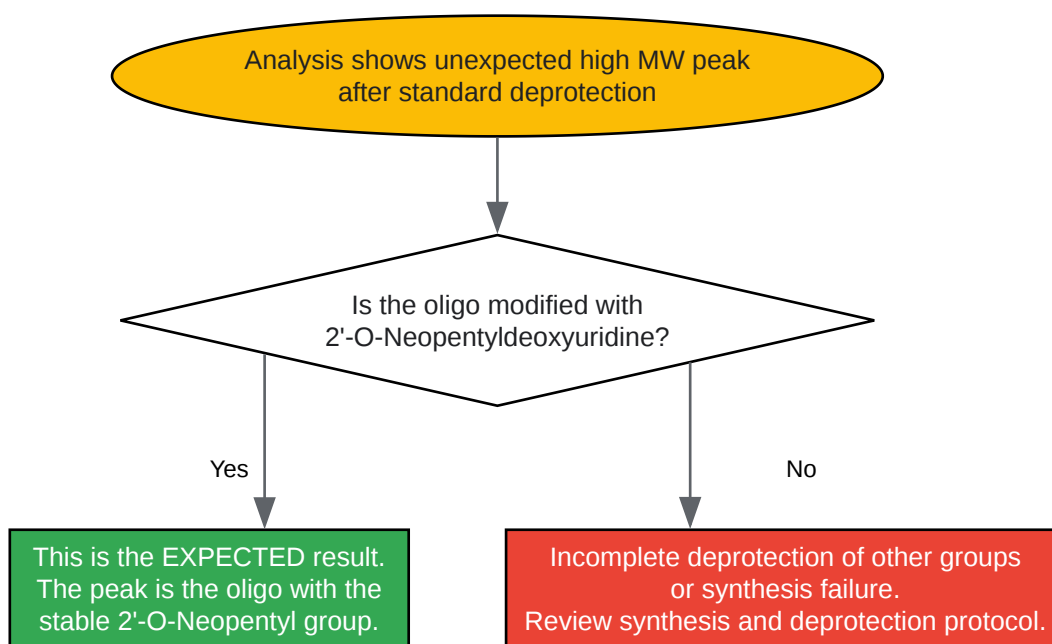 Analysis shows unexpected high MW peak
after standard deprotection
Is the oligo modified with
2'-O-Neopentyldeoxyuridine?
Yes
No
This is the EXPECTED result.
The peak is the oligo with the
stable 2'-O-Neopentyl group.
Incomplete deprotection of other groups
or synthesis failure.
Review synthesis and deprotection protocol.